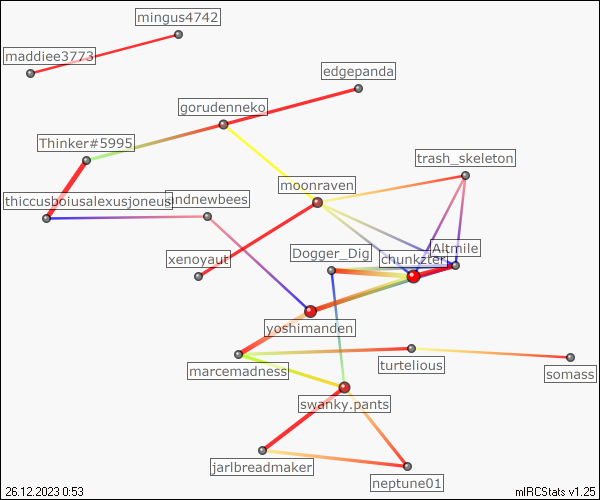 mingus4742
maddiee3773
edgepanda
gorudenneko
Thinker#5995
trash_skeleton
moonraven
thiccusboiusalexusjoneus
ndnewbees
Altmile
Dogger_Dig
chunkzter
xenoyaut
yoshimanden
marcemadness
turtelious
somass
swanky.pants
jarlbreadmaker
neptune01
26.12.2023 0:53
mIRCStats v1.25